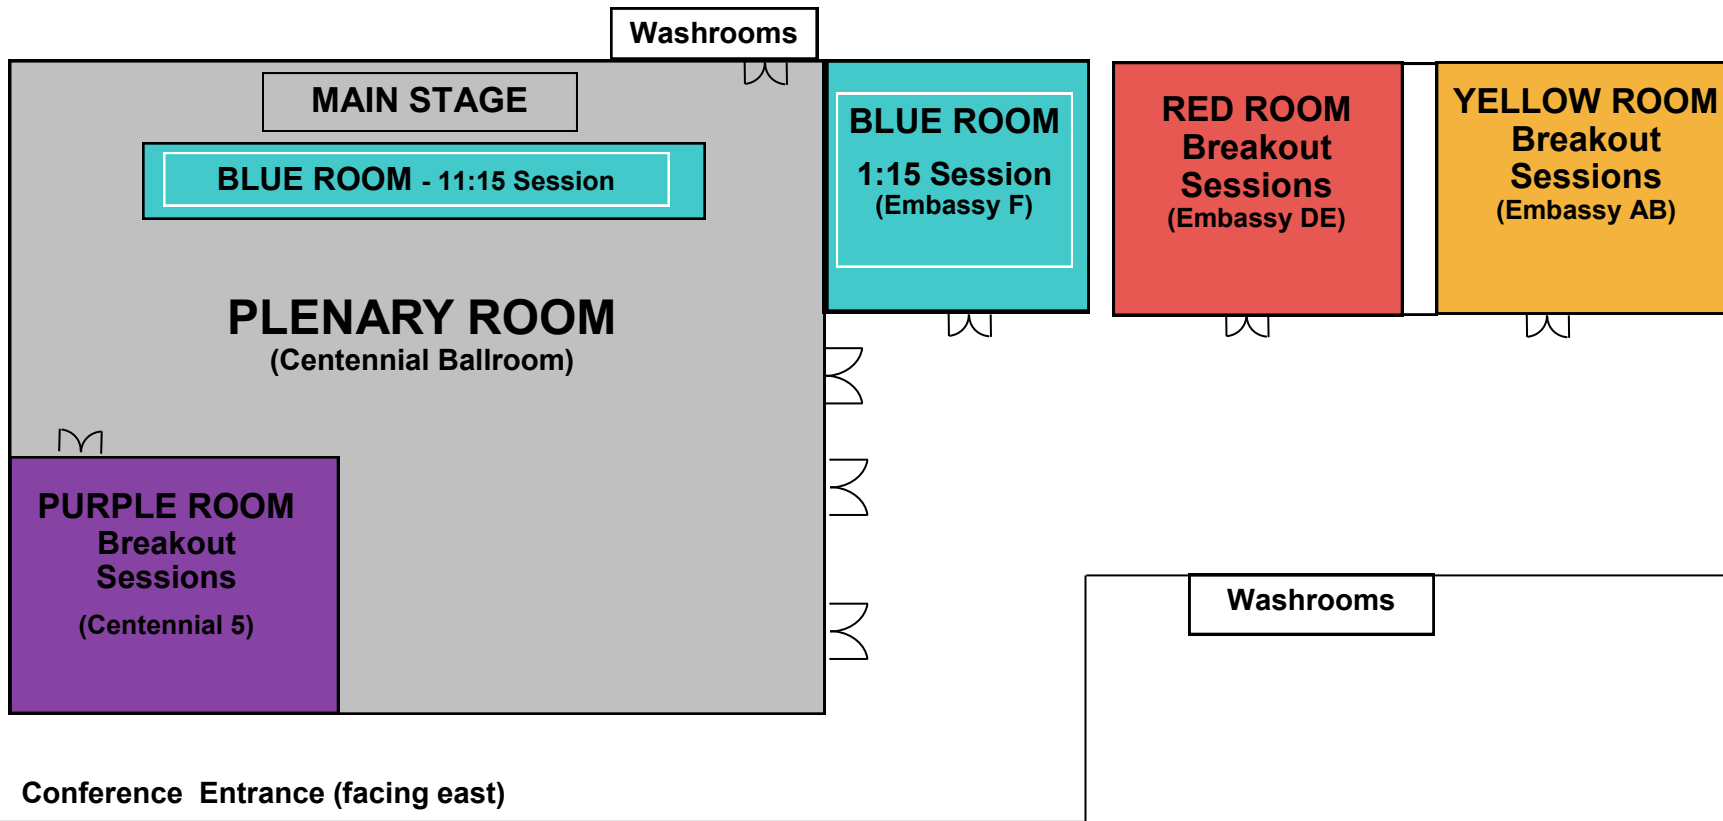 Washrooms
MAIN STAGE
BLUE ROOM - 11:15 Session
PLENARY ROOM
(Centennial Ballroom)
BLUE ROOM
1:15 Session
(Embassy F)
RED ROOM
Breakout
Sessions
(Embassy DE)
YELLOW ROOM
Breakout
Sessions
(Embassy AB)
PURPLE ROOM
Breakout
Sessions
(Centennial 5)
Washrooms
Conference Entrance (facing east)